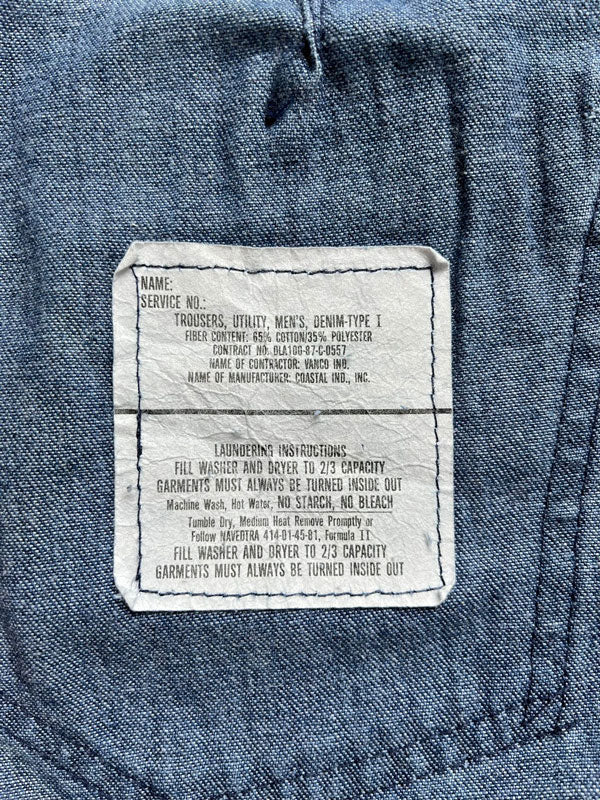 NAME:
SERVICE NO.:
TROUSERS, UTILITY, MEN'S, DENIM-TYPE I
FIBER CONTENT: 65% COTTON/35% POLYESTER
CONTRACT NO. DLA100-87-C-0557
NAME OF CONTRACTOR: VANCO IND.
NAME OF MANUFACTURER: COASTAL IND., INC.
LAUNDERING INSTRUCTIONS
FILL WASHER AND DRYER TO 2/3 CAPACITY
GARMENTS MUST ALWAYS BE TURNED INSIDE OUT
Machine Wash, Hot Water, NO STARCH, NO BLEACH
Tumble Dry, Medium Heat Remove Promptly or
Follow NAVEDTRA 414-01-45-81, Formula II
FILL WASHER AND DRYER TO 2/3 CAPACITY
GARMENTS MUST ALWAYS BE TURNED INSIDE OUT